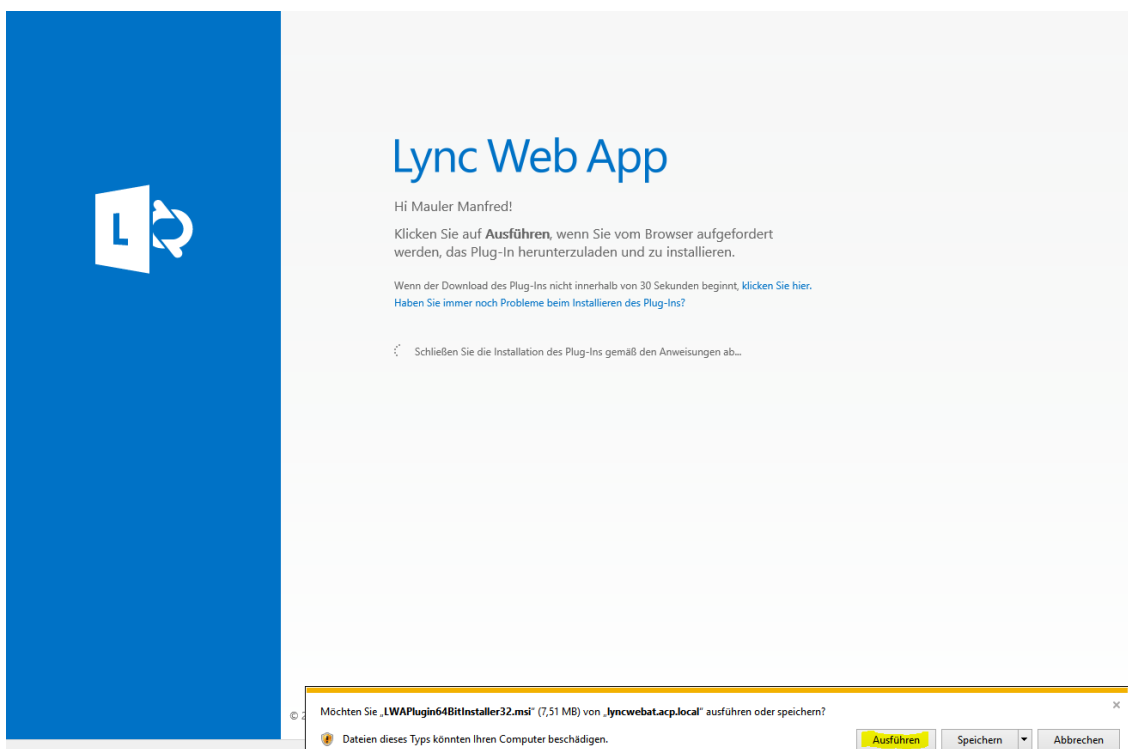 Lync Web App
L
Hi Mauler Manfred!
Klicken Sie auf Ausführen, wenn Sie vom Browser aufgefordert
werden, das Plug-In herunterzuladen und zu installieren.
Wenn der Download des Plug-Ins nicht innerhalb von 30 Sekunden beginnt, klicken Sie hier.
Haben Sie immer noch Probleme beim Installieren des Plug-Ins?
Schließen Sie die Installation des Plug-Ins gemäß den Anweisungen ab...
©
Möchten Sie „LWAPlugin64BitInstaller32.msi“ (7,51 MB) von „lyncwebat.acp.local“ ausführen oder speichern?
Dateien dieses Typs könnten Ihren Computer beschädigen.
Ausführen Speichern Abbrechen